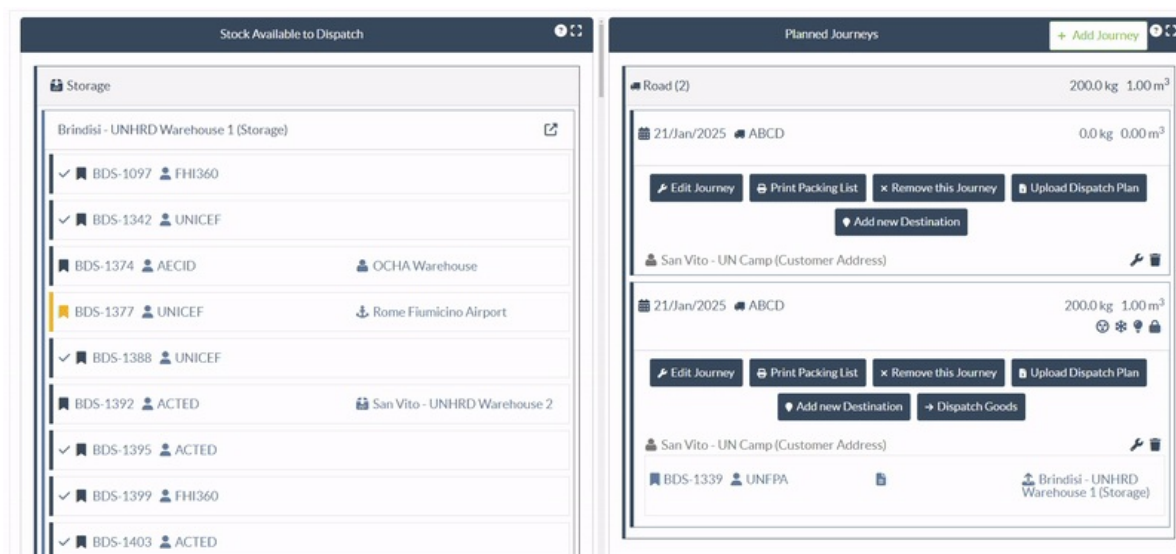 Stock Available to Dispatch
Storage
Brindisi - UNHRD Warehouse 1 (Storage)
BDS-1097 FHI360
BDS-1342 UNICEF
BDS-1374 AECID OCHA Warehouse
BDS-1377 UNICEF Rome Fiumicino Airport
BDS-1388 UNICEF
BDS-1392 ACTED San Vito - UNHRD Warehouse 2
BDS-1395 ACTED
BDS-1399 FHI360
BDS-1403 ACTED
Planned Journeys + Add Journey
Road (2) 200.0 kg 1.00 m³
21/Jan/2025 ABCD 0.0 kg 0.00 m³
Edit Journey Print Packing List × Remove this Journey Upload Dispatch Plan
Add new Destination
San Vito - UN Camp (Customer Address)
21/Jan/2025 ABCD 200.0 kg 1.00 m³
Edit Journey Print Packing List × Remove this Journey Upload Dispatch Plan
Add new Destination → Dispatch Goods
San Vito - UN Camp (Customer Address)
BDS-1339 UNFPA Brindisi - UNHRD
Warehouse 1 (Storage)